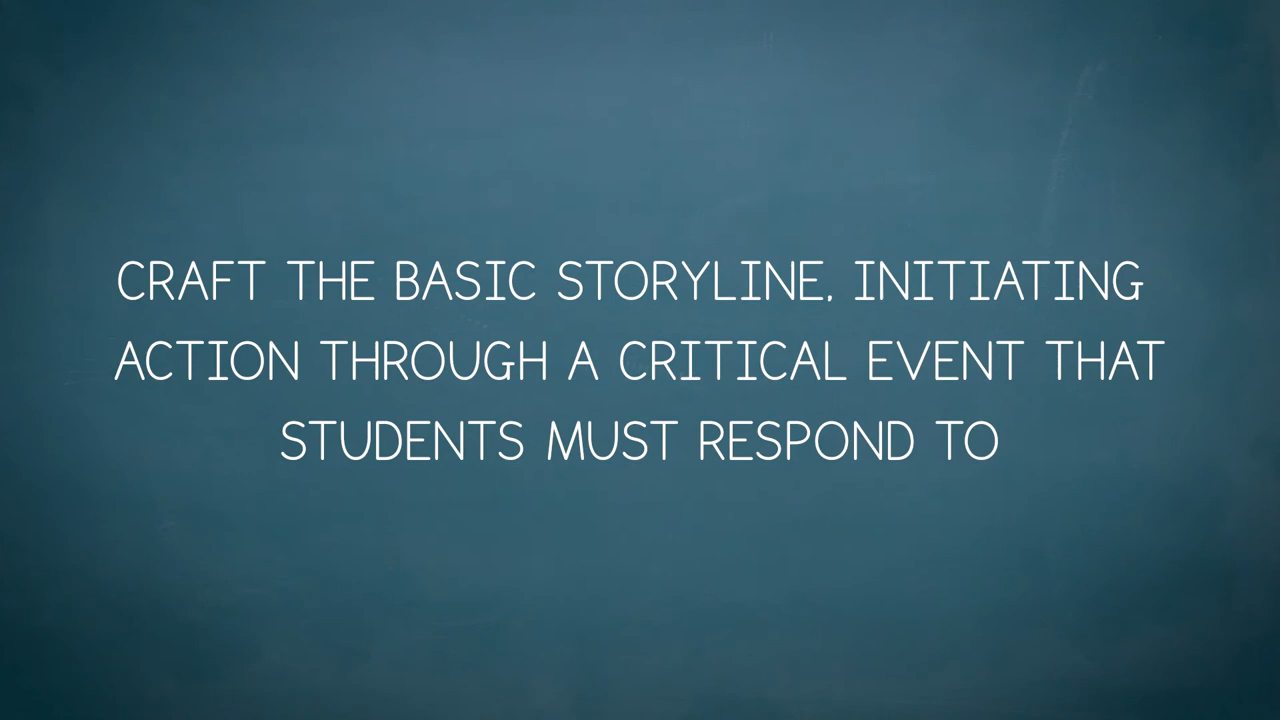 CRAFT THE BASIC STORYLINE, INITIATING
ACTION THROUGH A CRITICAL EVENT THAT
STUDENTS MUST RESPOND TO